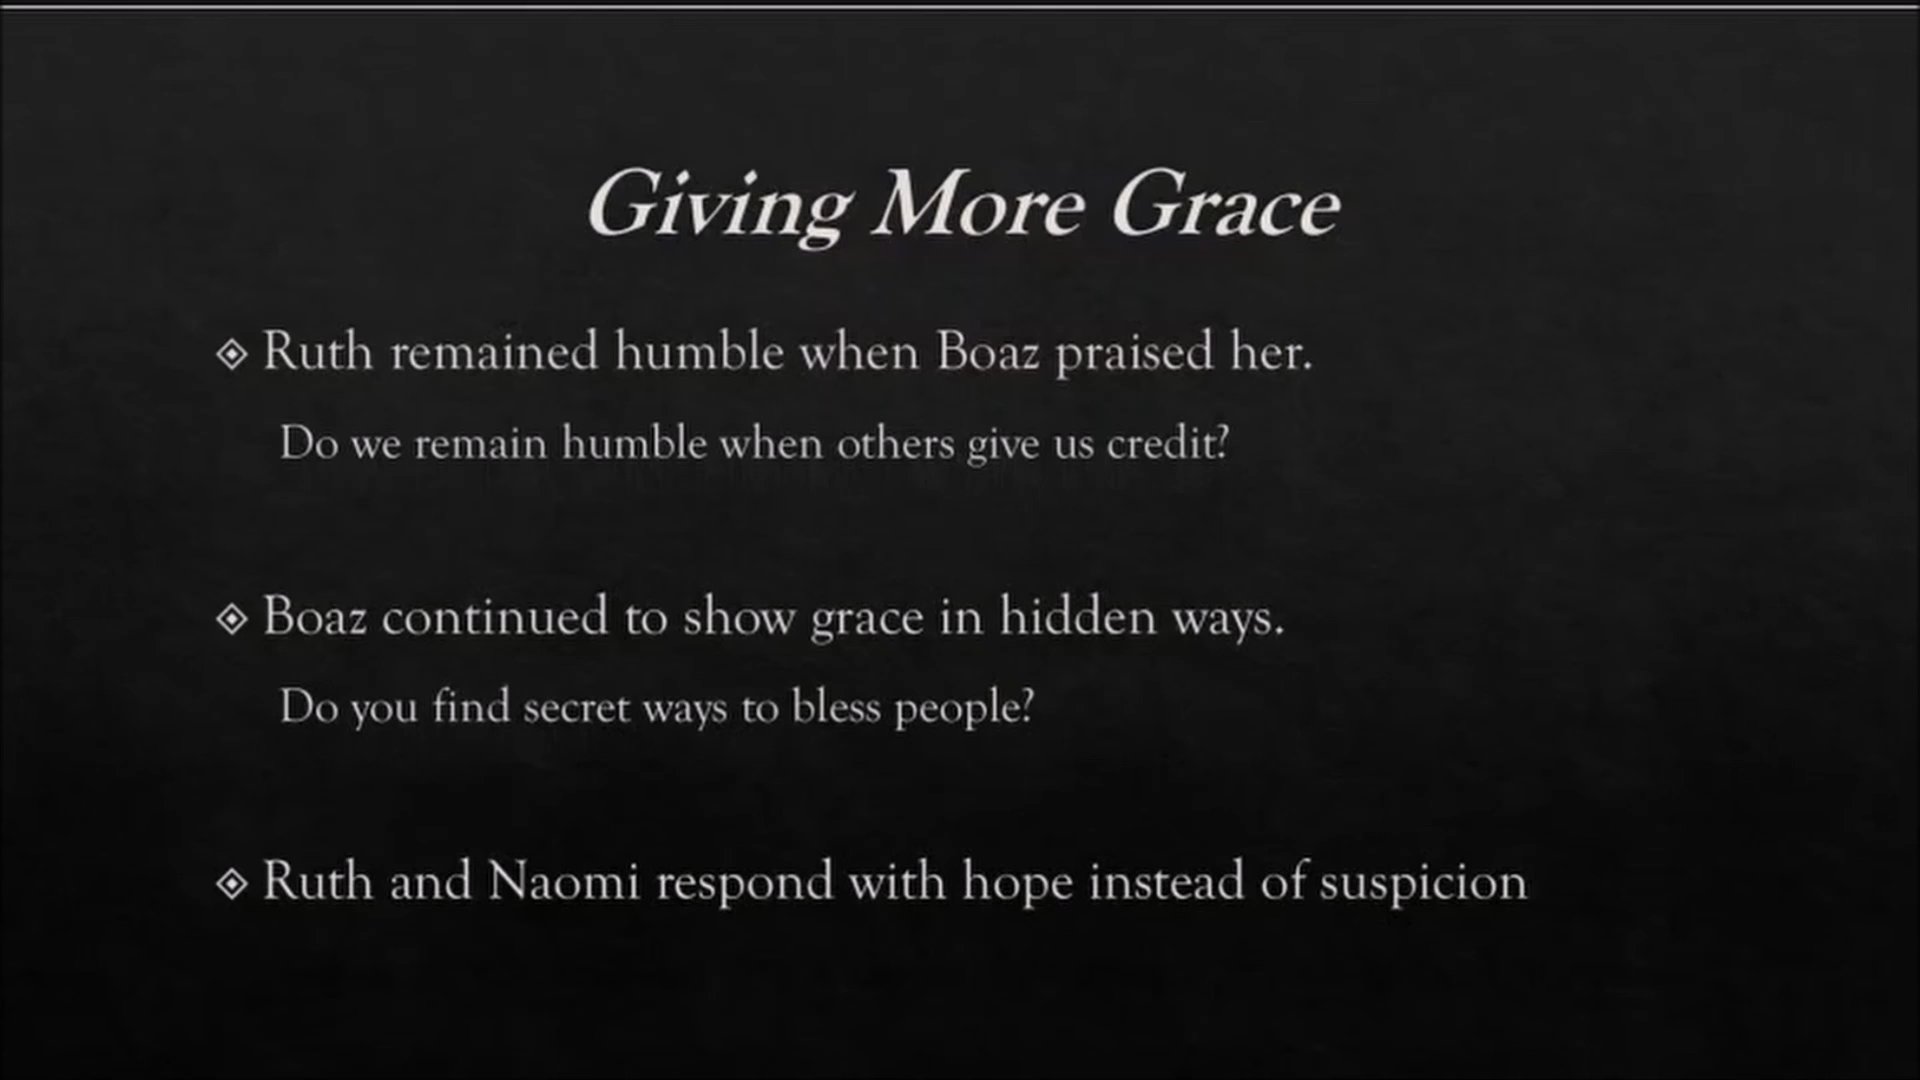 Giving More Grace
Ruth remained humble when Boaz praised her.
Do we remain humble when others give us credit?
Boaz continued to show grace in hidden ways.
Do you find secret ways to bless people?
Ruth and Naomi respond with hope instead of suspicion